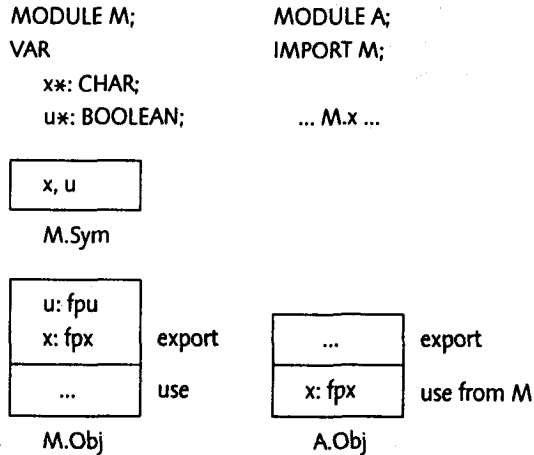 MODULE M;
VAR
x*: CHAR;
u*: BOOLEAN;
MODULE A;
IMPORT M;
... M.x ...
x, u
M.Sym
u: fpu
x: fpx
export
...
use
M.Obj
...
export
x: fpx
use from M
A.Obj